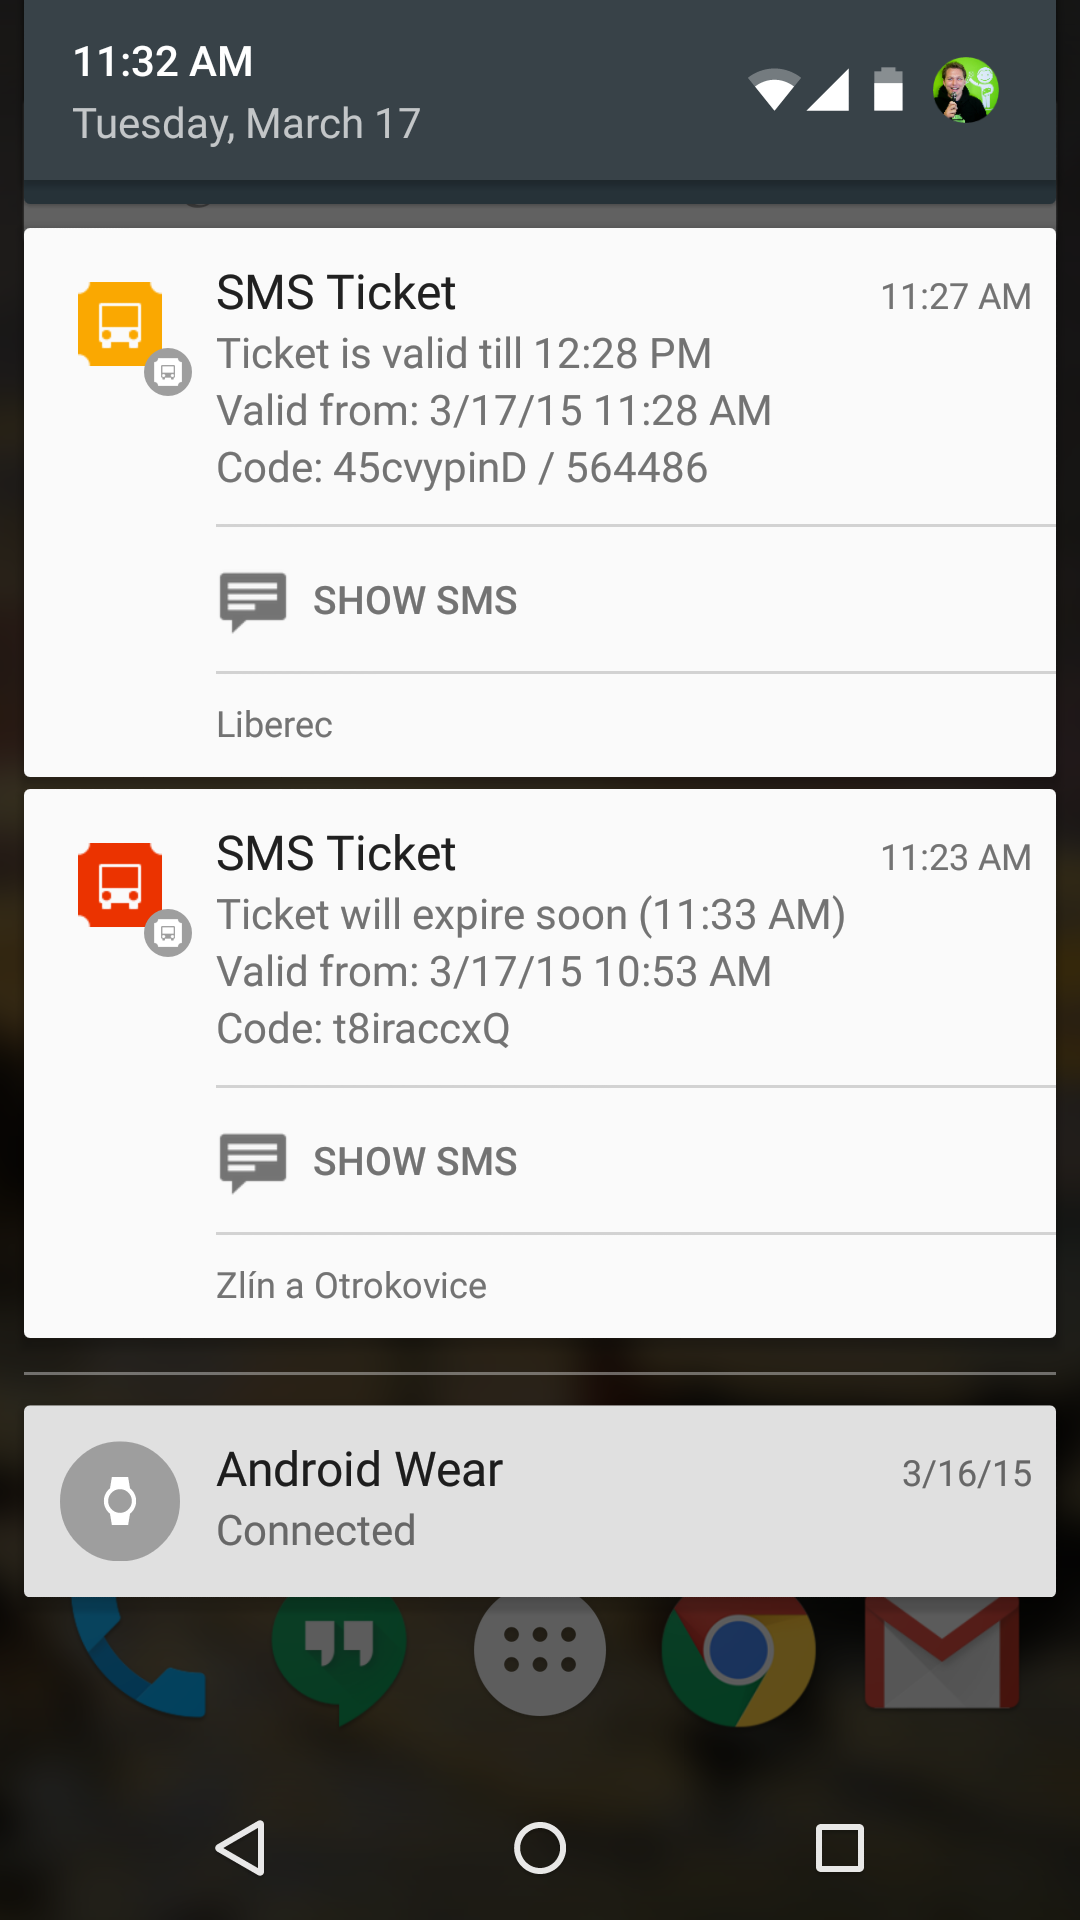 11:32 AM
Tuesday, March 17
SMS Ticket
11:27 AM
Ticket is valid till 12:28 PM
Valid from: 3/17/15 11:28 AM
Code: 45cvypinD / 564486
SHOW SMS
Liberec
SMS Ticket
11:23 AM
Ticket will expire soon (11:33 AM)
Valid from: 3/17/15 10:53 AM
Code: t8iraccxQ
SHOW SMS
Zlín a Otrokovice
Android Wear
3/16/15
Connected